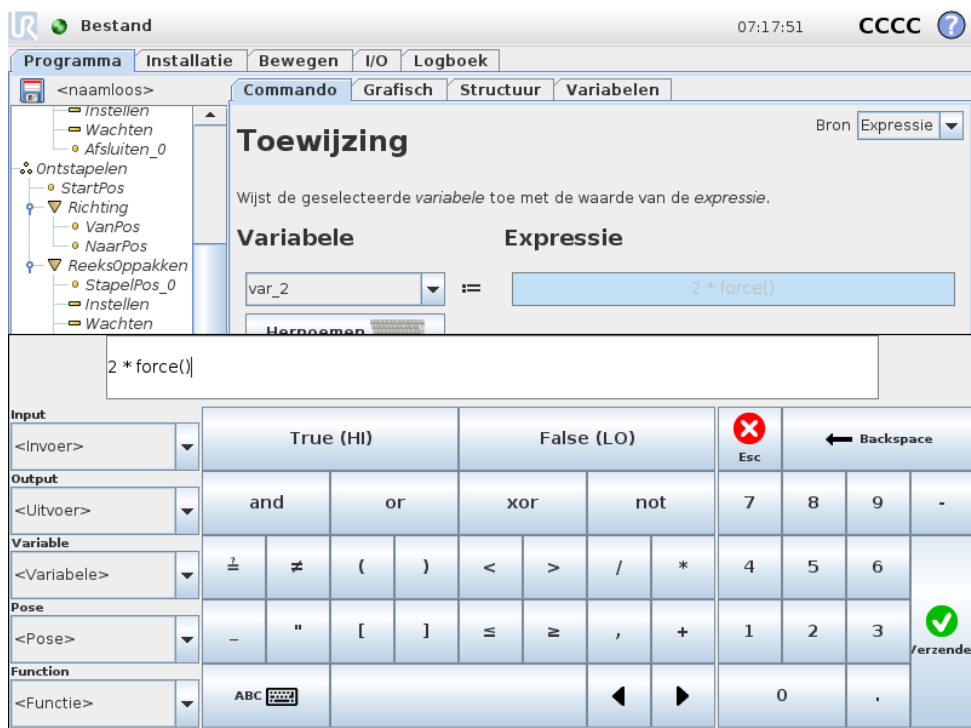 UR Bestand 07:17:51 CCCC ?
Programma Installatie Bewegen I/O Logboek
<naamloos> Commando Grafisch Structuur Variabelen
Instellen
Wachten
Afsluiten_0
Ontstapelen
StartPos
Richting
VanPos
NaarPos
ReeksOppakken
StapelPos_0
Instellen
Wachten
Toewijzing
Bron Expressie
Wijst de geselecteerde variabele toe met de waarde van de expressie.
Variabele Expressie
var_2 := 2 * force()
Hernoemen
2 * force()
Input
<Invoer>
Output
<Uitvoer>
Variable
<Variabele>
Pose
<Pose>
Function
<Functie>
True (HI) False (LO) Esc Backspace
and or xor not 7 8 9 -
≟ ≠ ( ) < > / * 4 5 6
_ " [ ] ≤ ≥ , + 1 2 3 Verzende
ABC 0 .